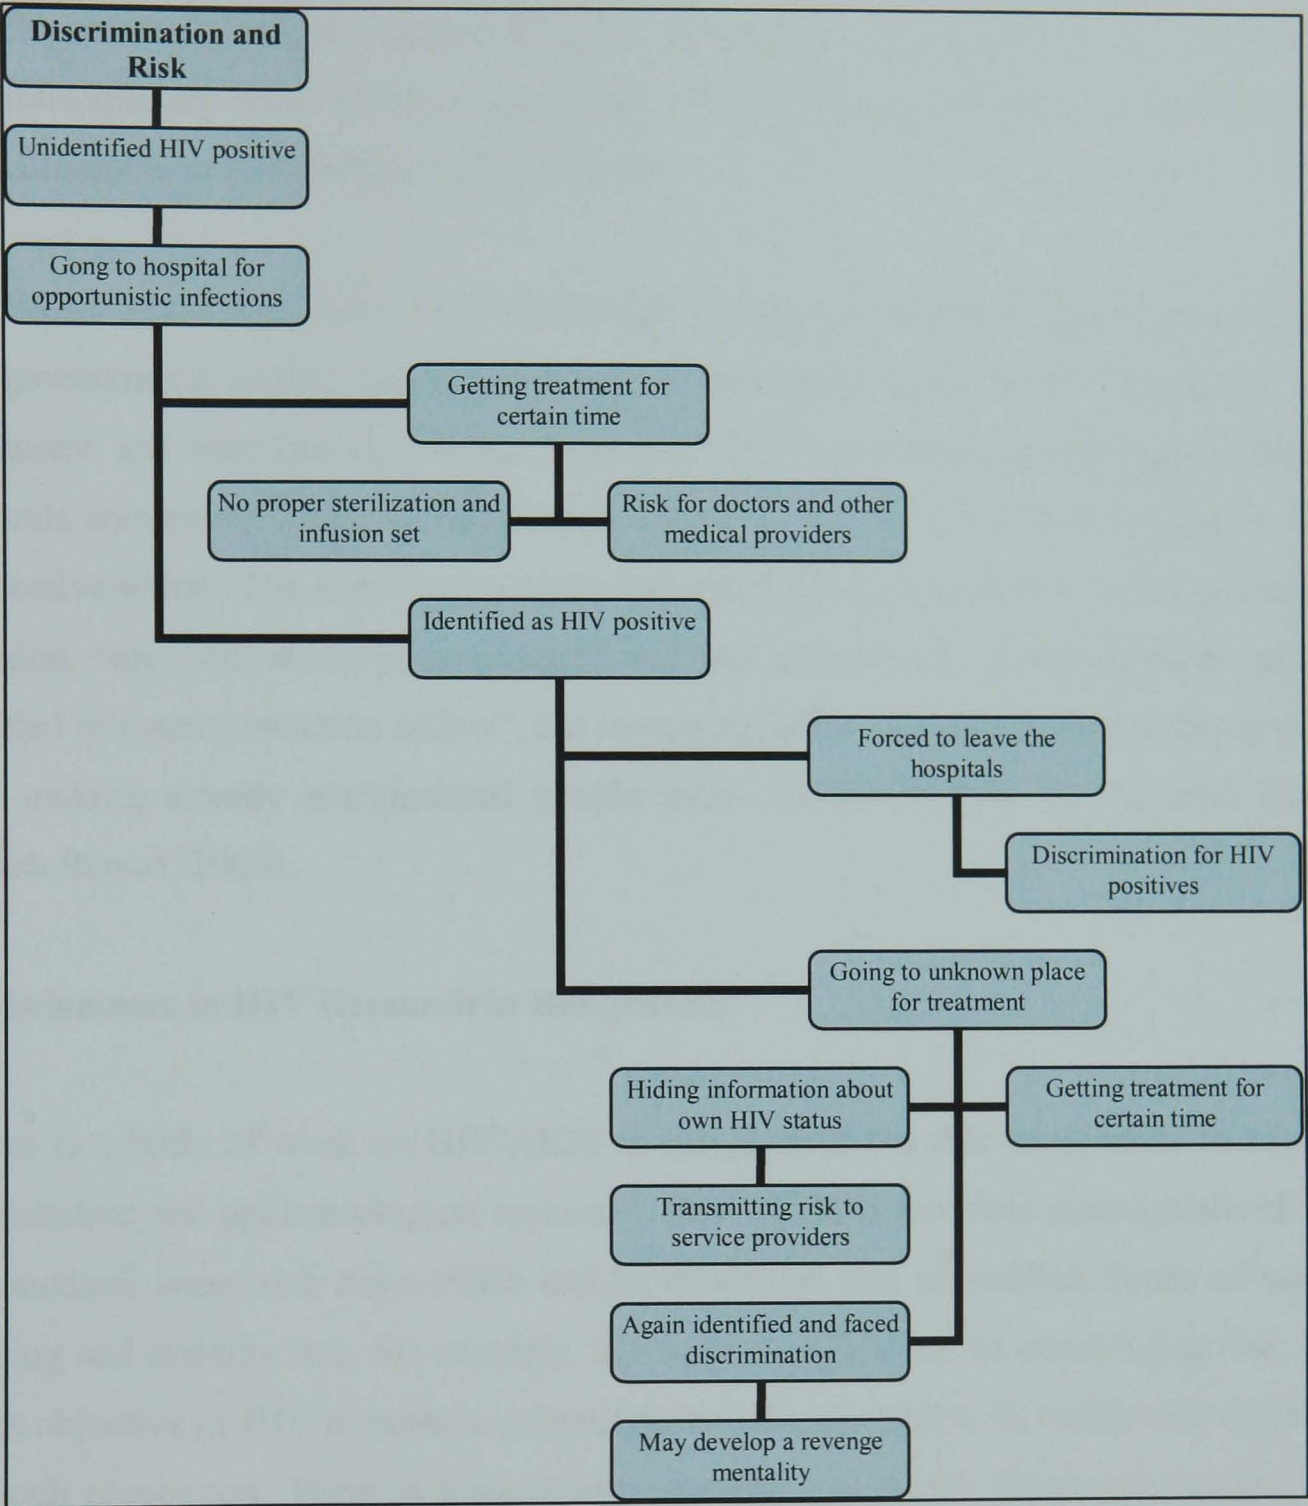 Discrimination and
Risk
Unidentified HIV positive
Gong to hospital for
opportunistic infections
Getting treatment for
certain time
No proper sterilization and
infusion set
Risk for doctors and other
medical providers
Identified as HIV positive
Forced to leave the
hospitals
Discrimination for HIV
positives
Going to unknown place
for treatment
Hiding information about
own HIV status
Getting treatment for
certain time
Transmitting risk to
service providers
Again identified and faced
discrimination
May develop a revenge
mentality